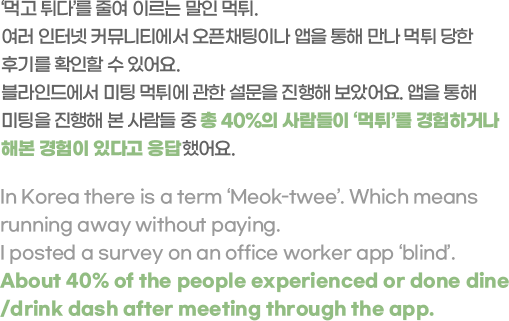 ‘먹고 튀다’를 줄여 이르는 말인 먹튀.
여러 인터넷 커뮤니티에서 오픈채팅이나 앱을 통해 만나 먹튀 당한
후기를 확인할 수 있어요.
블라인드에서 미팅 먹튀에 관한 설문을 진행해 보았어요. 앱을 통해
미팅을 진행해 본 사람들 중 총 40%의 사람들이 ‘먹튀’를 경험하거나
해본 경험이 있다고 응답했어요.
In Korea there is a term ‘Meok-twee’. Which means
running away without paying.
I posted a survey on an office worker app ‘blind’.
About 40% of the people experienced or done dine
/drink dash after meeting through the app.